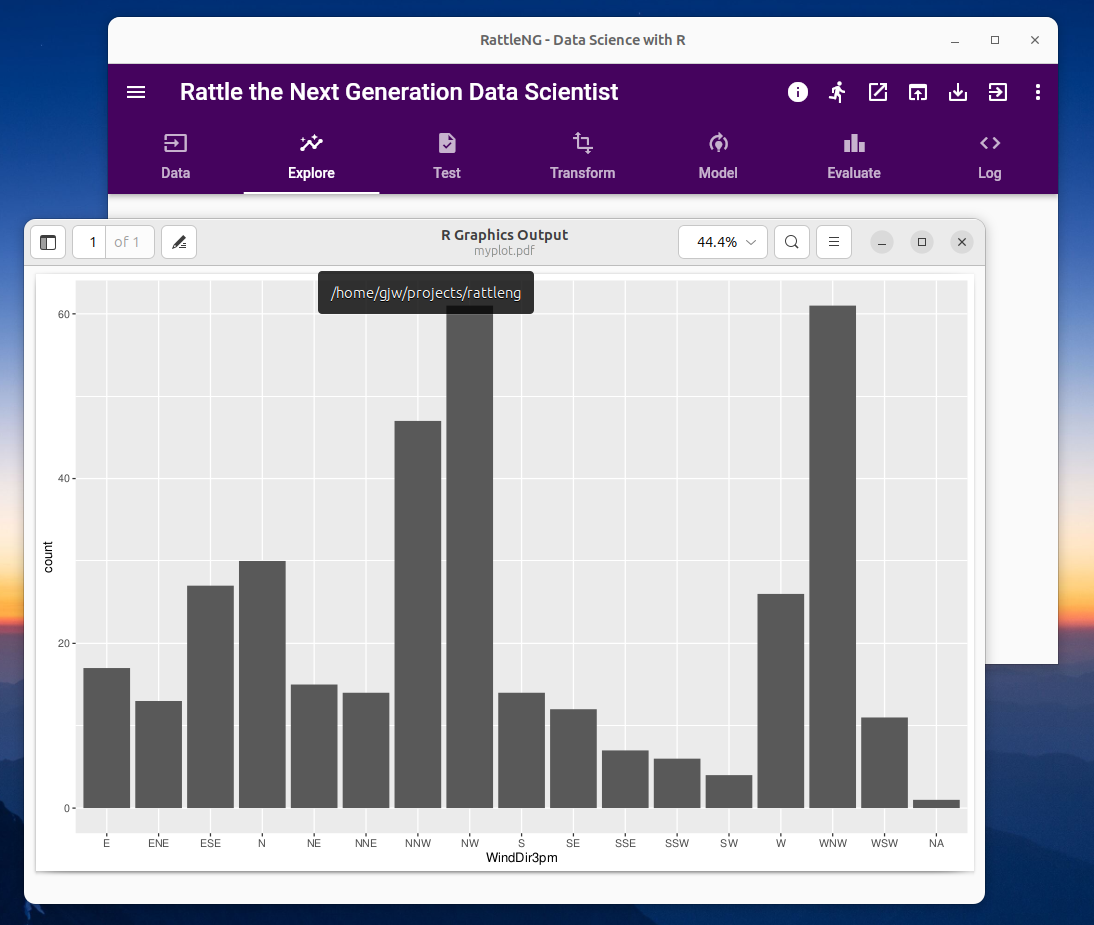 RattleNG - Data Science with R
Rattle the Next Generation Data Scientist
Data Explore Test Transform Model Evaluate Log
1 of 1
R Graphics Output
myplot.pdf
44.4%
/home/gjw/projects/rattleng
60
40
20
0
count
E ENE ESE N NE NNE NNW NW S SE SSE SSW SW W WNW WSW NA
WindDir3pm